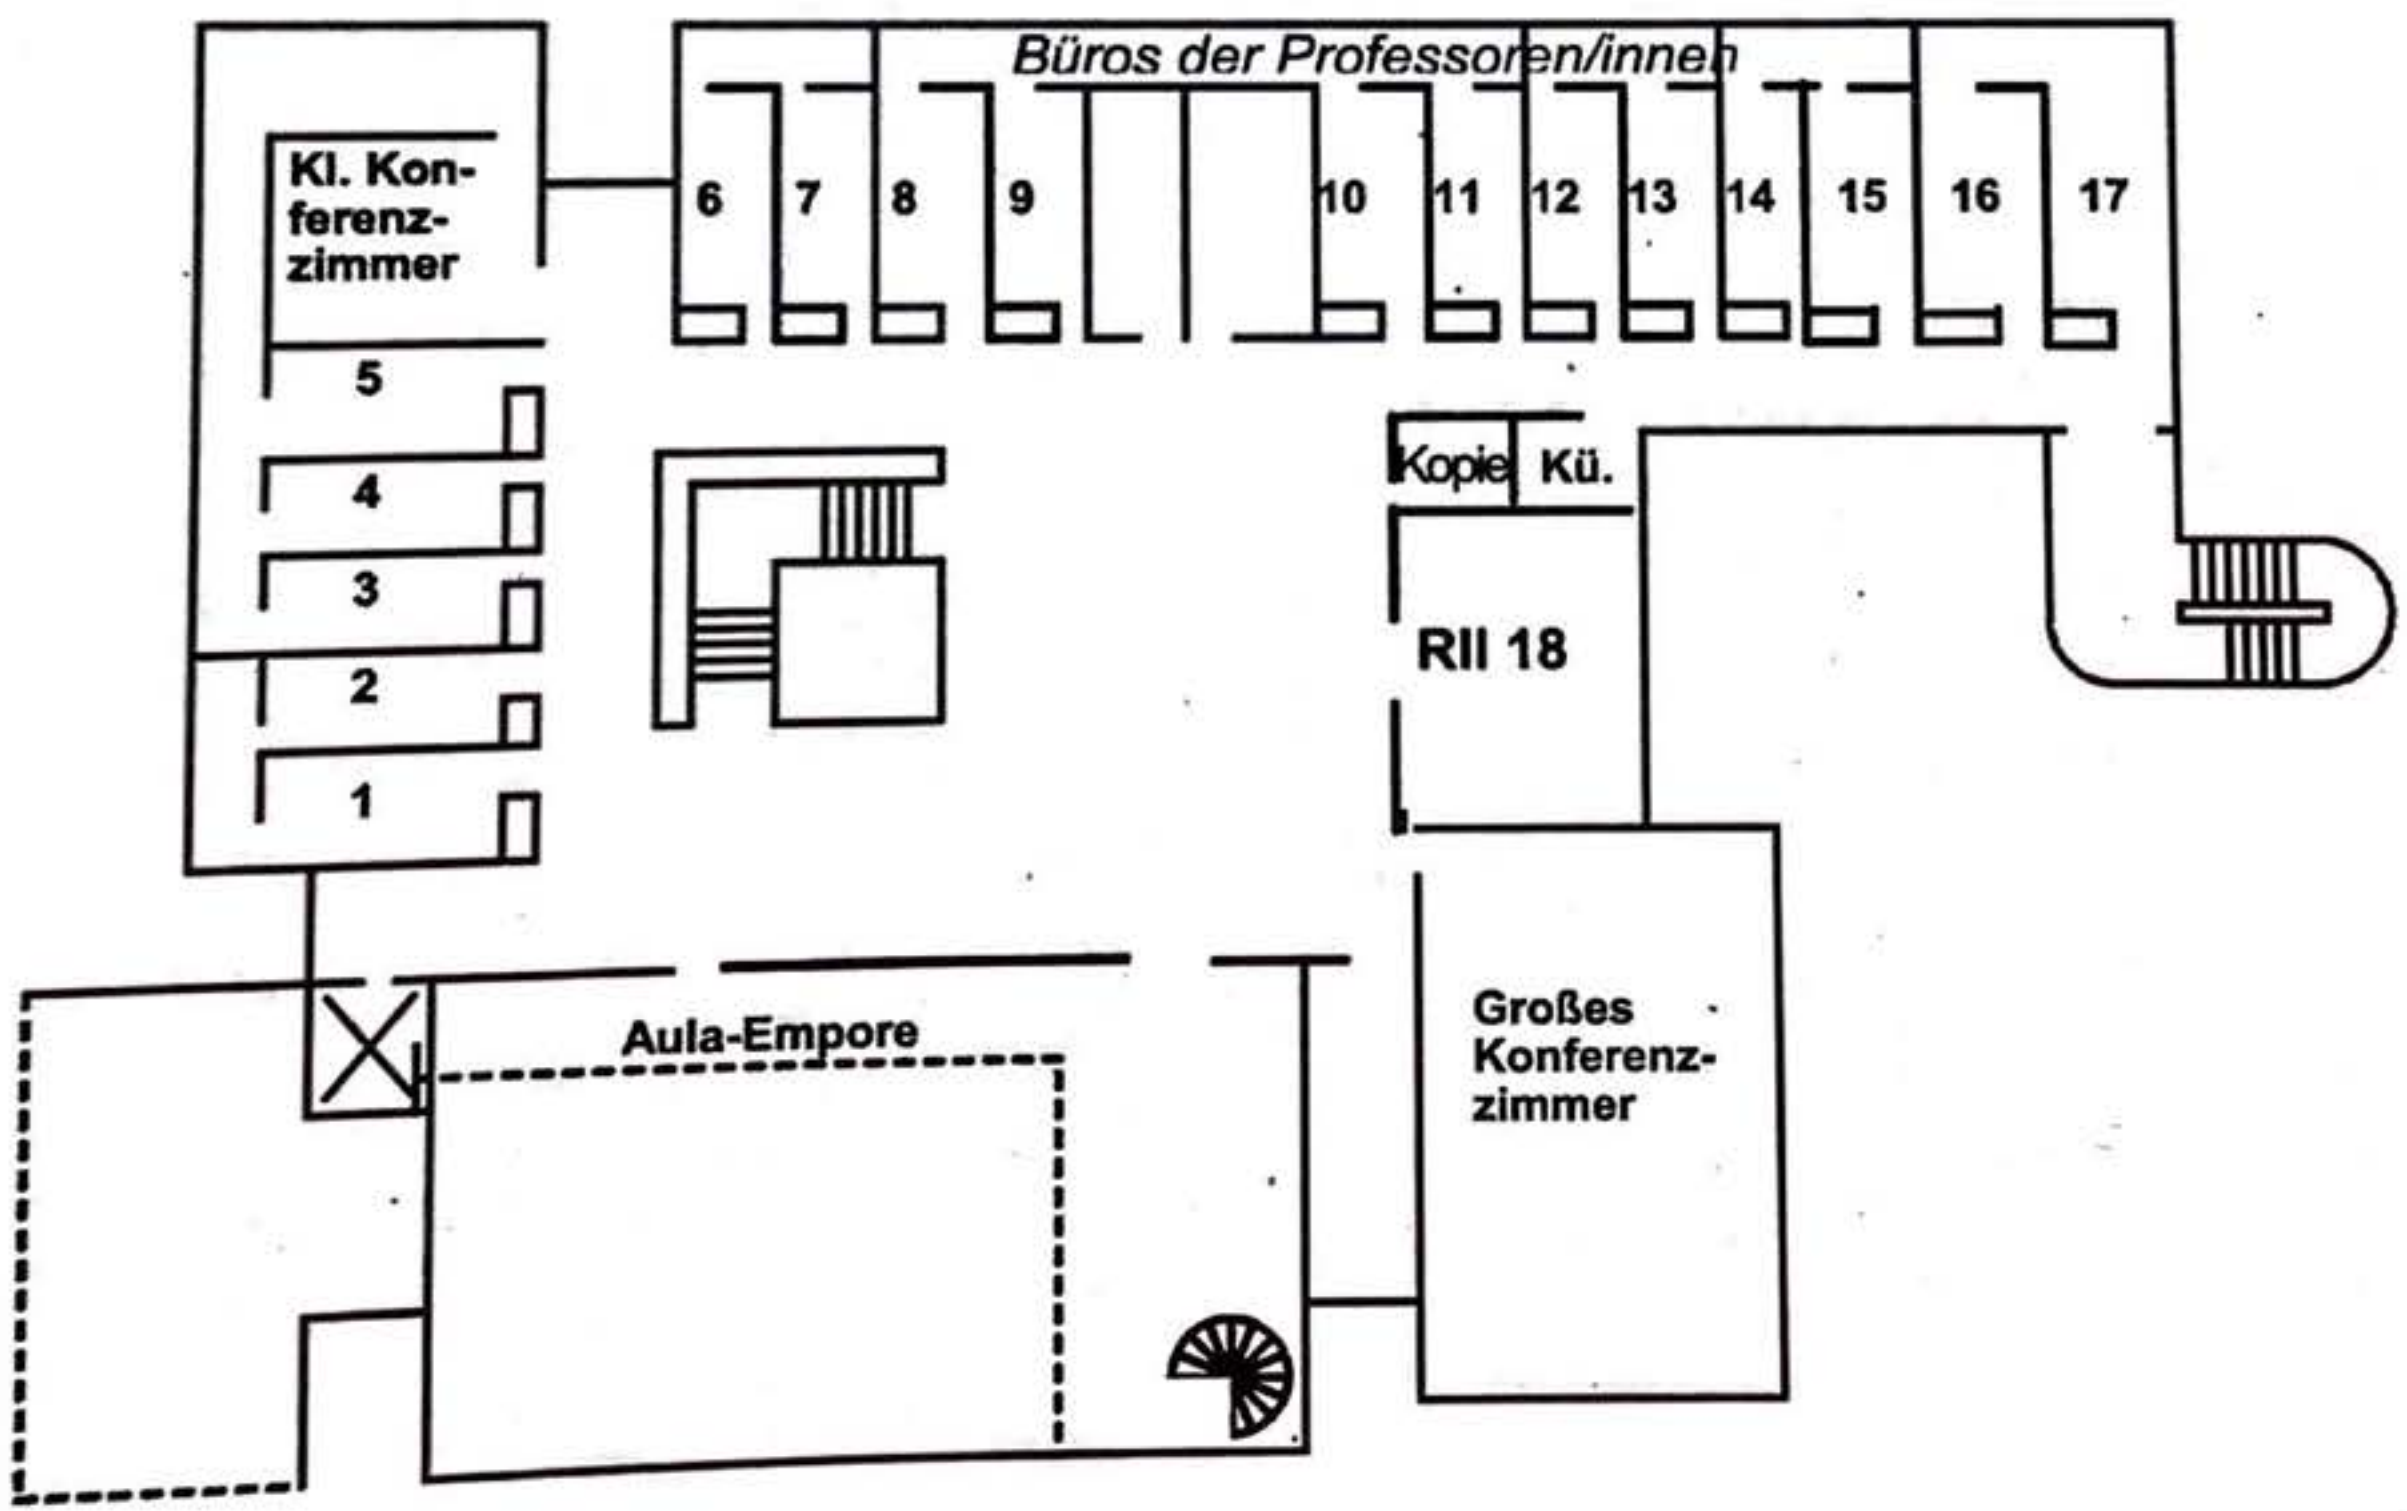 Büros der Professoren/innen
Kl. Kon-
ferenz-
zimmer
6
7
8
9
10
11
12
13
14
15
16
17
5
4
3
2
1
Kopie
Kü.
RII 18
Aula-Empore
Großes
Konferenz-
zimmer